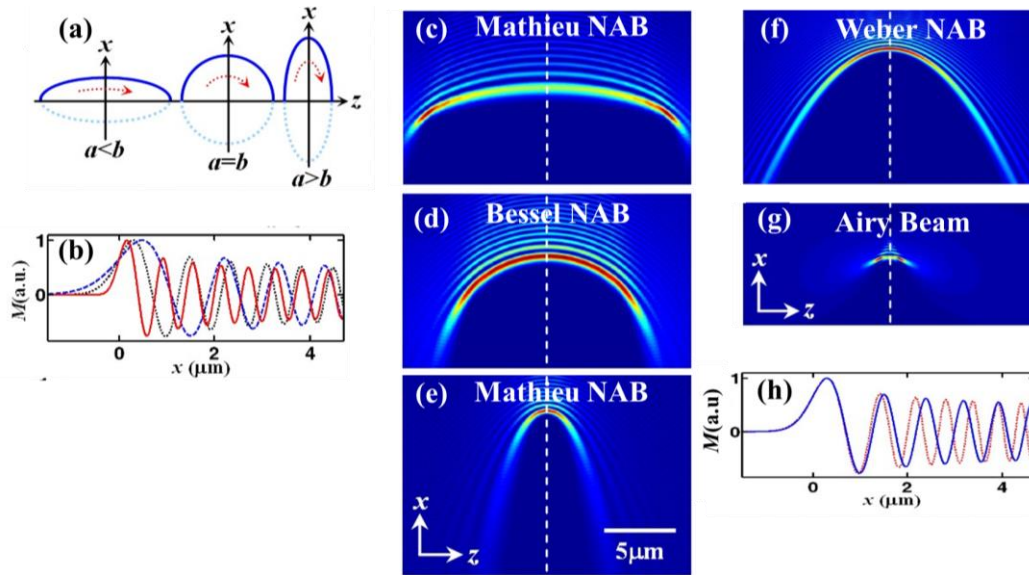 (a)
x
x
x
z
a<b
a=b
a>b
(b)
M(a.u.)
1
0
0
2
4
x (μm)
(c)
Mathieu NAB
(d)
Bessel NAB
(e)
Mathieu NAB
x
z
5μm
(f)
Weber NAB
(g)
Airy Beam
x
z
(h)
M(a.u)
1
0
0
2
4
x (μm)